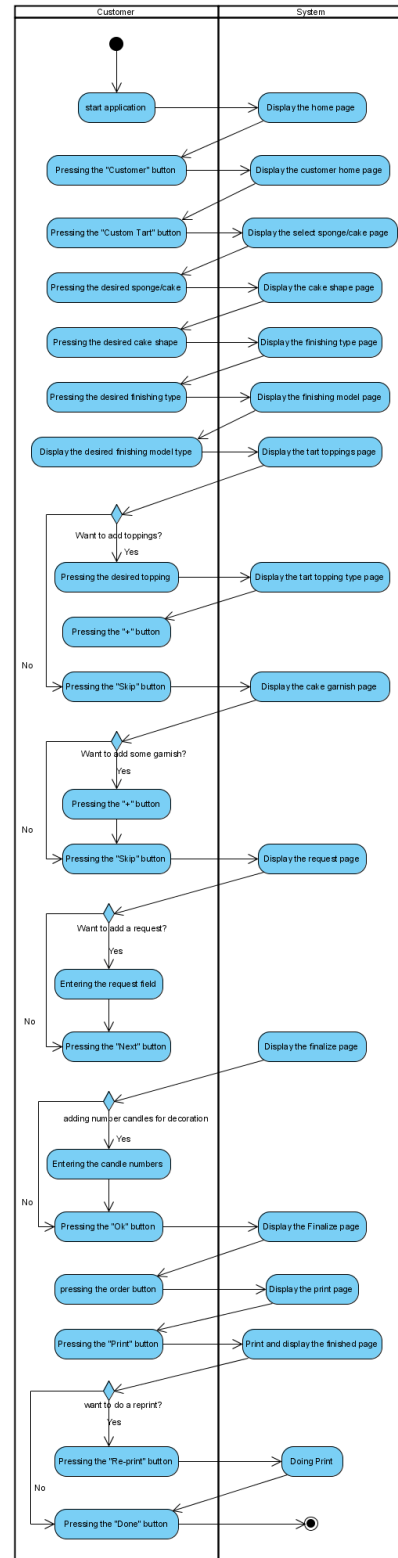 Customer
System
start application
Display the home page
Pressing the "Customer" button
Display the customer home page
Pressing the "Custom Tart" button
Display the select sponge/cake page
Pressing the desired sponge/cake
Display the cake shape page
Pressing the desired cake shape
Display the finishing type page
Pressing the desired finishing type
Display the finishing model page
Display the desired finishing model type
Display the tart toppings page
Want to add toppings?
Yes
Pressing the desired topping
Display the tart topping type page
Pressing the "+" button
No
Pressing the "Skip" button
Display the cake garnish page
Want to add some garnish?
Yes
Pressing the "+" button
No
Pressing the "Skip" button
Display the request page
Want to add a request?
Yes
Entering the request field
No
Pressing the "Next" button
Display the finalize page
adding number candles for decoration
Yes
Entering the candle numbers
No
Pressing the "Ok" button
Display the Finalize page
pressing the order button
Display the print page
Pressing the "Print" button
Print and display the finished page
want to do a reprint?
Yes
Pressing the "Re-print" button
Doing Print
No
Pressing the "Done" button